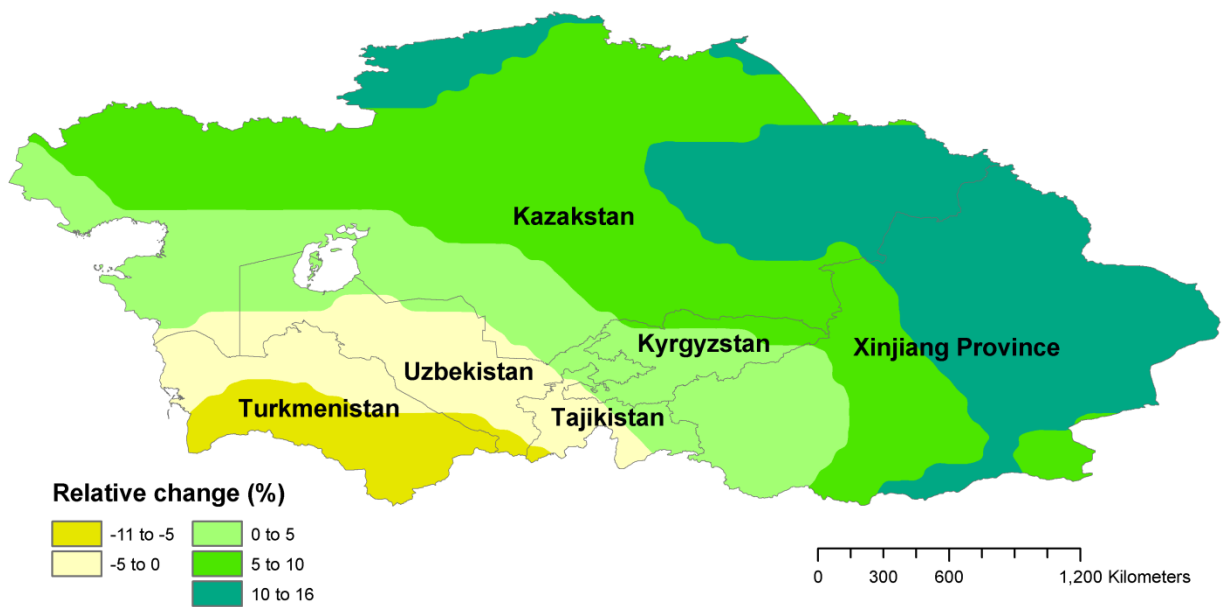 Kazakstan
Kyrgyzstan
Xinjiang Province
Uzbekistan
Turkmenistan
Tajikistan
Relative change (%)
-11 to -5
0 to 5
-5 to 0
5 to 10
10 to 16
0 300 600 1,200 Kilometers